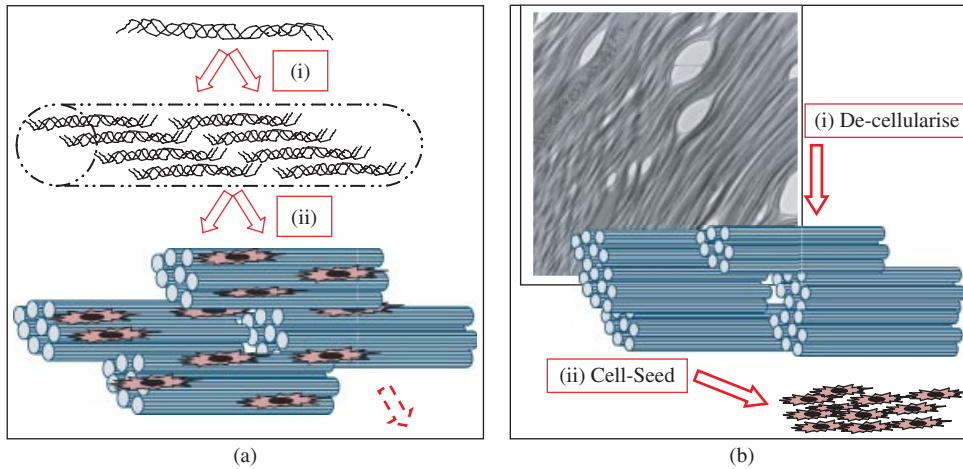 (i)
(ii)
(a)
(i) De-cellularise
(ii) Cell-Seed
(b)